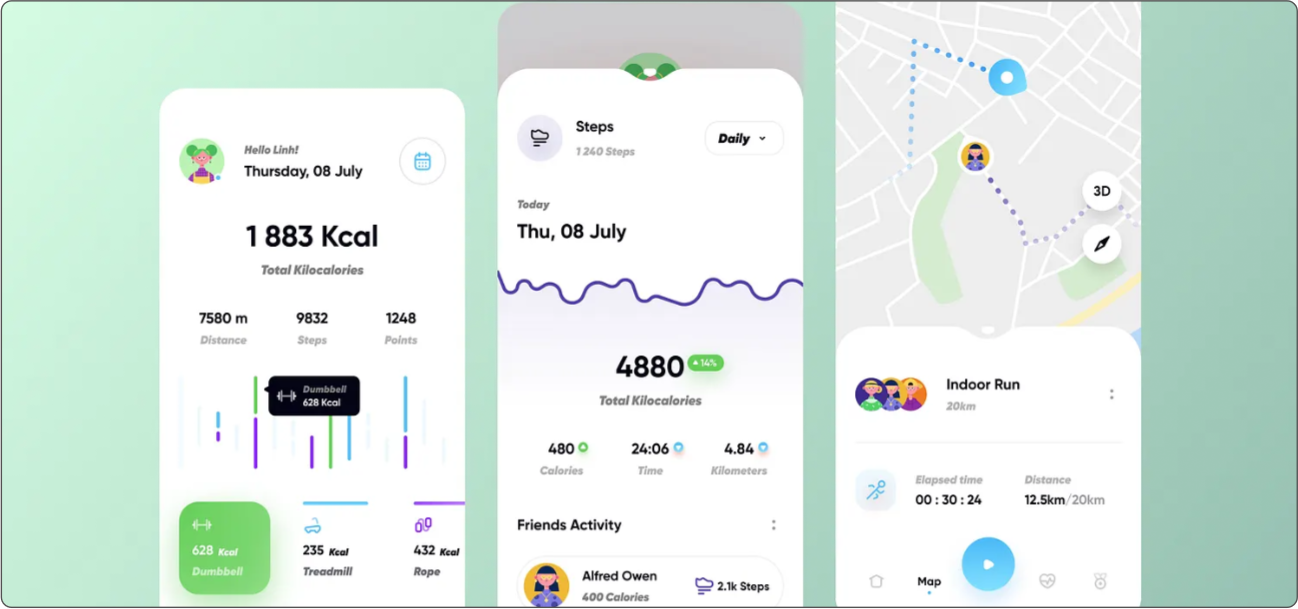 Hello Linh!
Thursday, 08 July
1 883 Kcal
Total Kilocalories
7580 m
Distance
9832
Steps
1248
Points
Dumbbell
628 Kcal
628 Kcal
Dumbbell
235 Kcal
Treadmill
432 Kcal
Rope
Steps
1 240 Steps
Daily
Today
Thu, 08 July
4880
14%
Total Kilocalories
480
Calories
24:06
Time
4.84
Kilometers
Friends Activity
Alfred Owen
400 Calories
2.1k Steps
3D
Indoor Run
20km
Elapsed time
00 : 30 : 24
Distance
12.5km/20km
Map